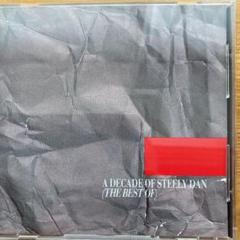 A DECADE OF STEELY DAN
(THE BEST OF)